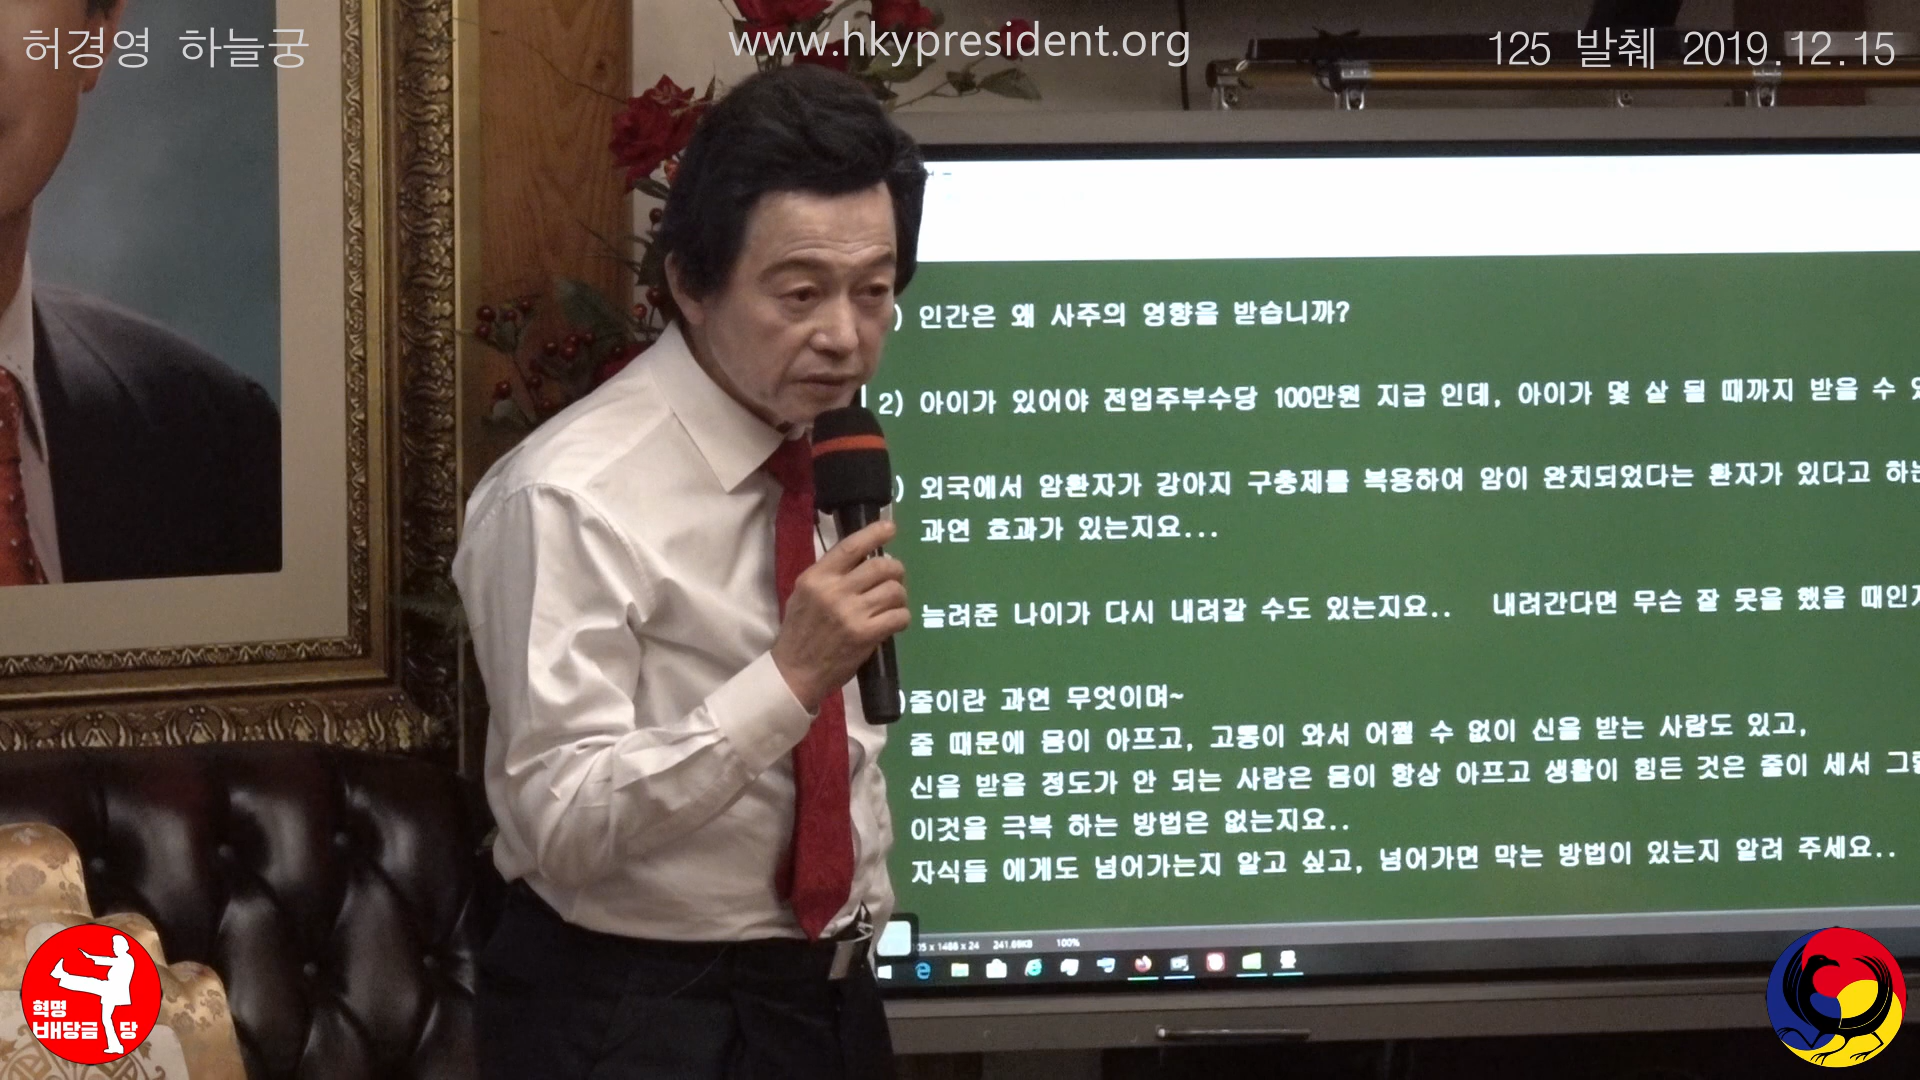 허경영 하늘궁
www.hkypresident.org
125 발췌 2019.12.15
) 인간은 왜 사주의 영향을 받습니까?
2) 아이가 있어야 전업주부수당 100만원 지급 인데, 아이가 몇 살 될 때까지 받을 수
) 외국에서 암환자가 강아지 구충제를 복용하여 암이 완치되었다는 환자가 있다고
과연 효과가 있는지요...
늘려준 나이가 다시 내려갈 수도 있는지요.. 내려간다면 무슨 잘 못을 했을 때인지
)줄이란 과연 무엇이며~
줄 때문에 몸이 아프고, 고통이 와서 어쩔 수 없이 신을 받는 사람도 있고,
신을 받을 정도가 안 되는 사람은 몸이 항상 아프고 생활이 힘든 것은 줄이 세서
이것을 극복 하는 방법은 없는지요..
자식들 에게도 넘어가는지 알고 싶고, 넘어가면 막는 방법이 있는지 알려 주세요..
x 1488 x 24 241.69KB 100%
혁명
배당금당